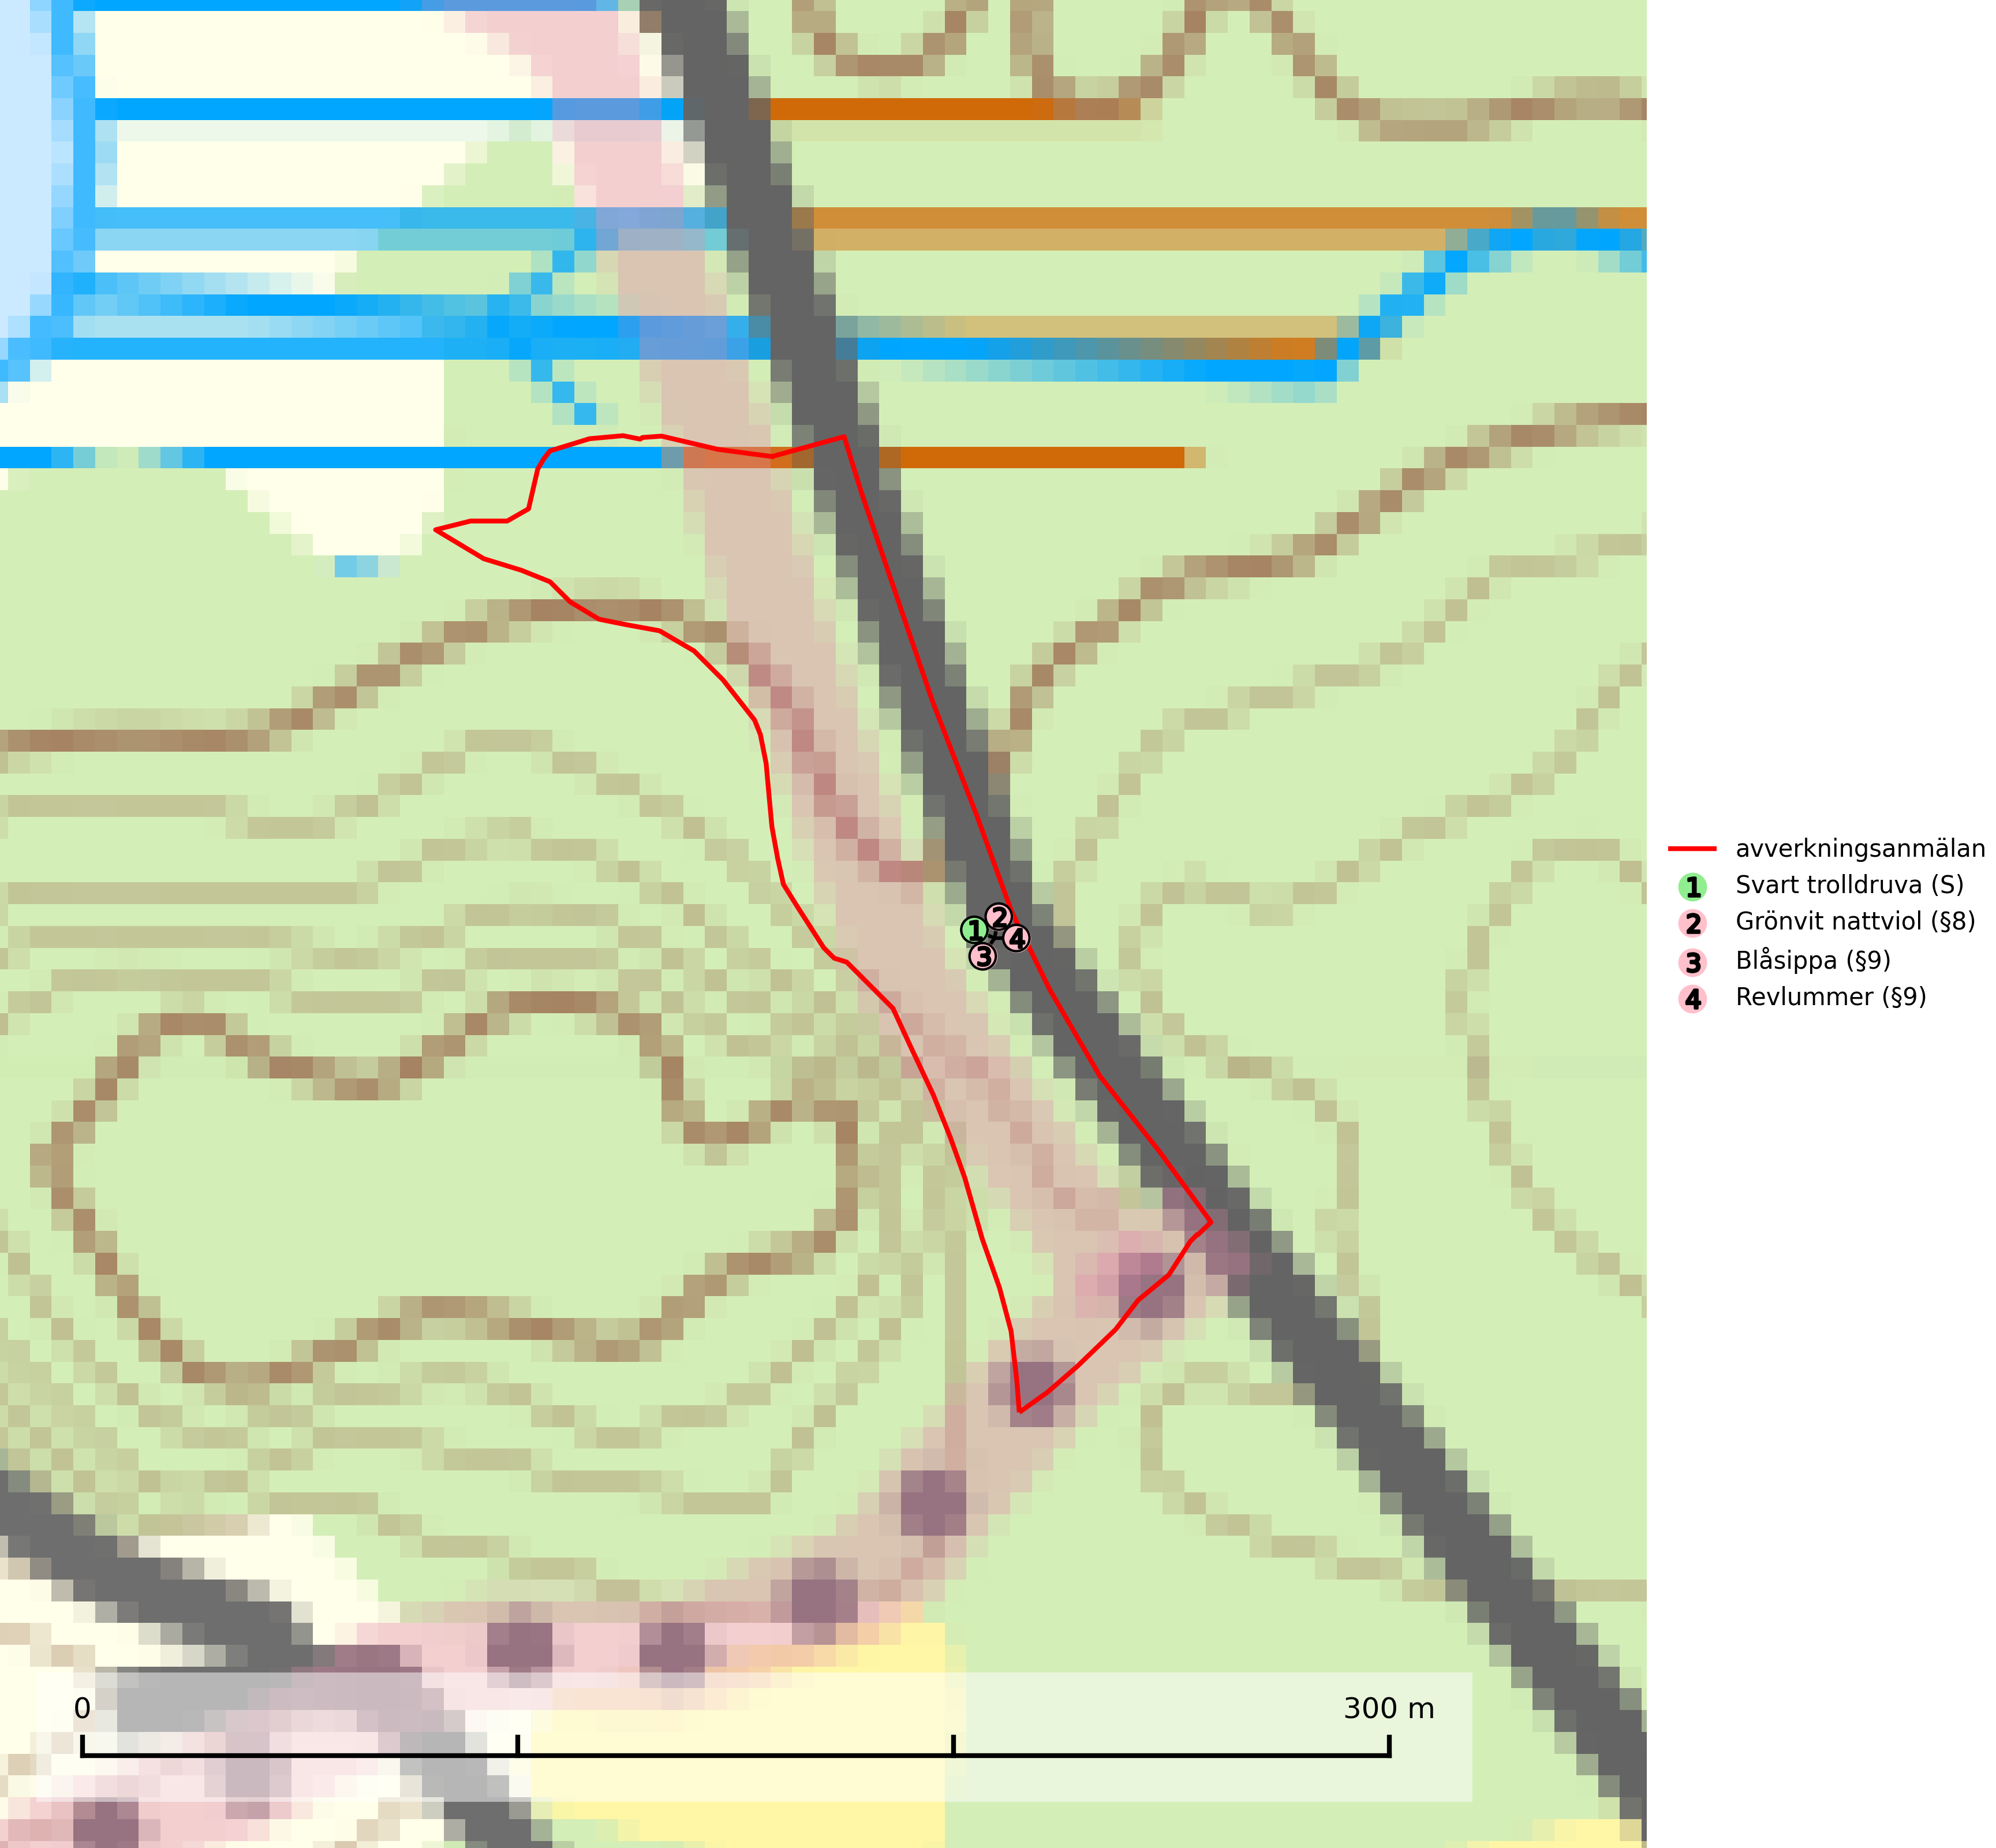 avverkningsanmälan
1 Svart trolldruva (S)
2 Grönvit nattviol (§8)
3 Blåsippa (§9)
4 Revlummer (§9)
2
1
4
3
0 300 m